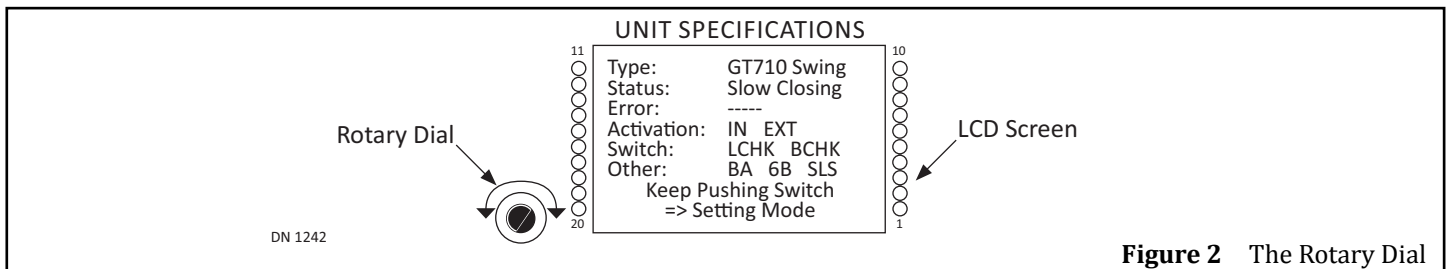 UNIT SPECIFICATIONS
11 10
Type: GT710 Swing
Status: Slow Closing
Error: -----
Activation: IN EXT
Switch: LCHK BCHK
Other: BA 6B SLS
Keep Pushing Switch
=> Setting Mode
20 1
Rotary Dial
LCD Screen
DN 1242
Figure 2 The Rotary Dial